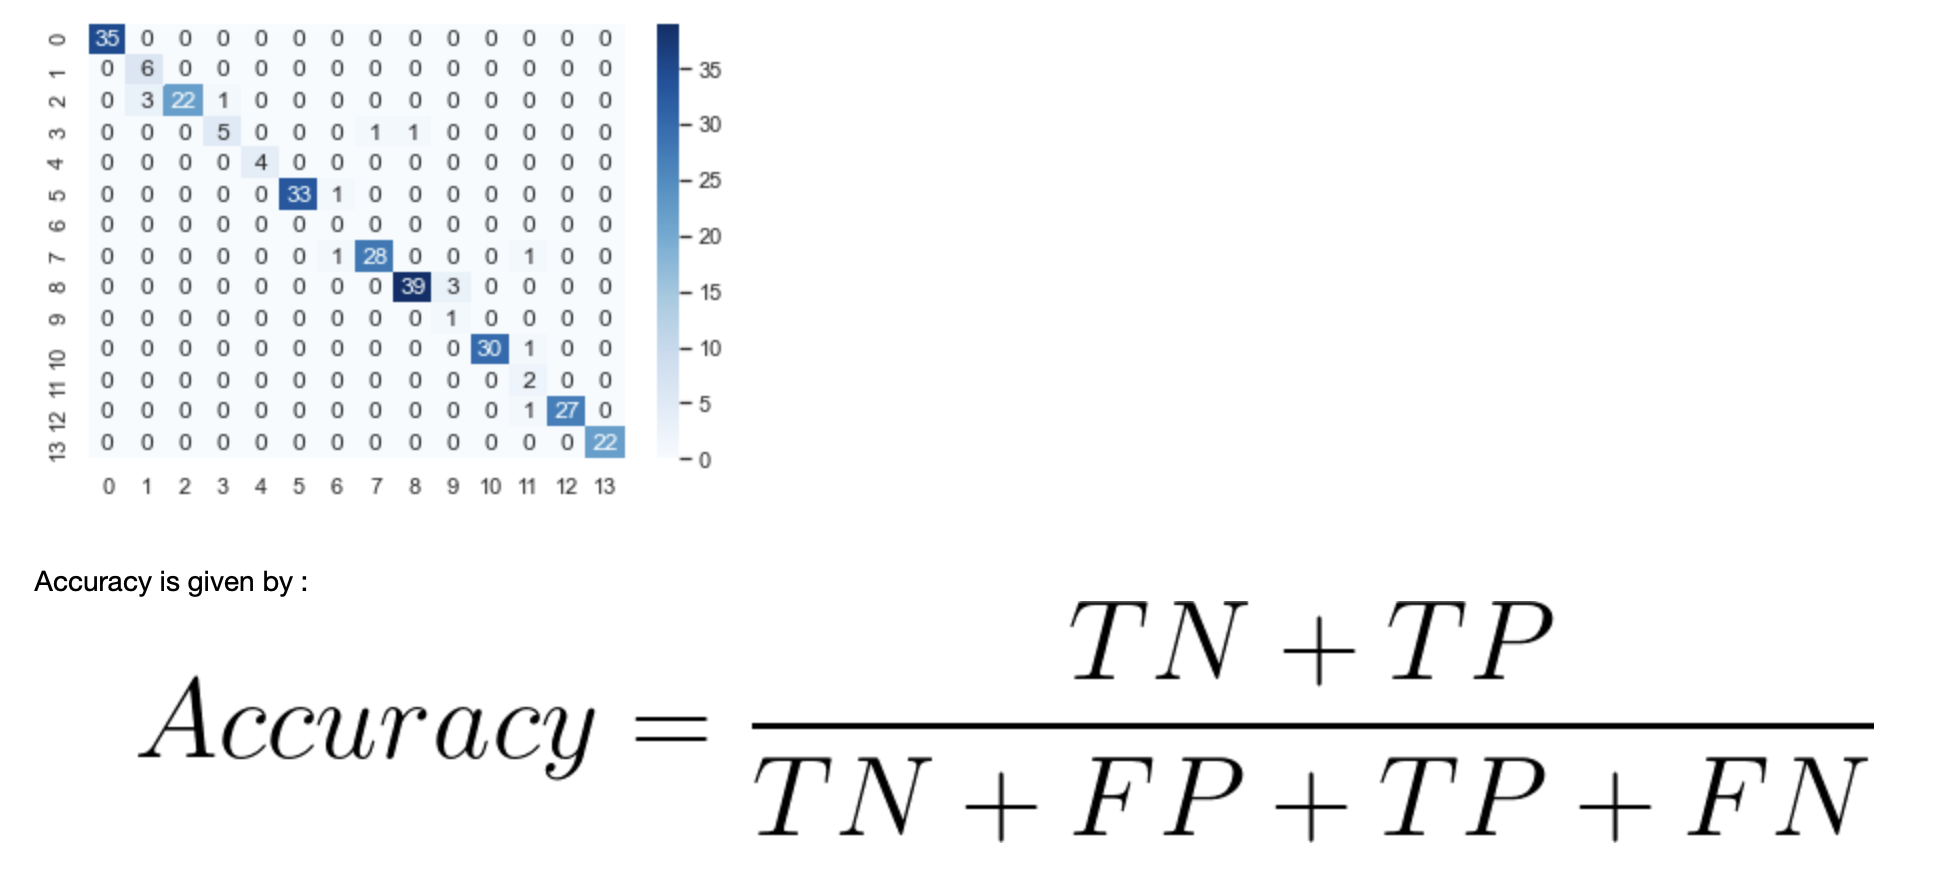 0 35 0 0 0 0 0 0 0 0 0 0 0 0 0
1 0 6 0 0 0 0 0 0 0 0 0 0 0 0
2 0 3 22 1 0 0 0 0 0 0 0 0 0 0
3 0 0 0 5 0 0 0 1 1 0 0 0 0 0
4 0 0 0 0 4 0 0 0 0 0 0 0 0 0
5 0 0 0 0 0 33 1 0 0 0 0 0 0 0
6 0 0 0 0 0 0 0 0 0 0 0 0 0 0
7 0 0 0 0 0 0 1 28 0 0 0 1 0 0
8 0 0 0 0 0 0 0 0 39 3 0 0 0 0
9 0 0 0 0 0 0 0 0 0 1 0 0 0 0
10 0 0 0 0 0 0 0 0 0 0 30 1 0 0
11 0 0 0 0 0 0 0 0 0 0 0 2 0 0
12 0 0 0 0 0 0 0 0 0 0 0 1 27 0
13 0 0 0 0 0 0 0 0 0 0 0 0 0 22
0 1 2 3 4 5 6 7 8 9 10 11 12 13
35
30
25
20
15
10
5
0
Accuracy is given by :
TN + TP
Accuracy =
TN + FP + TP + FN